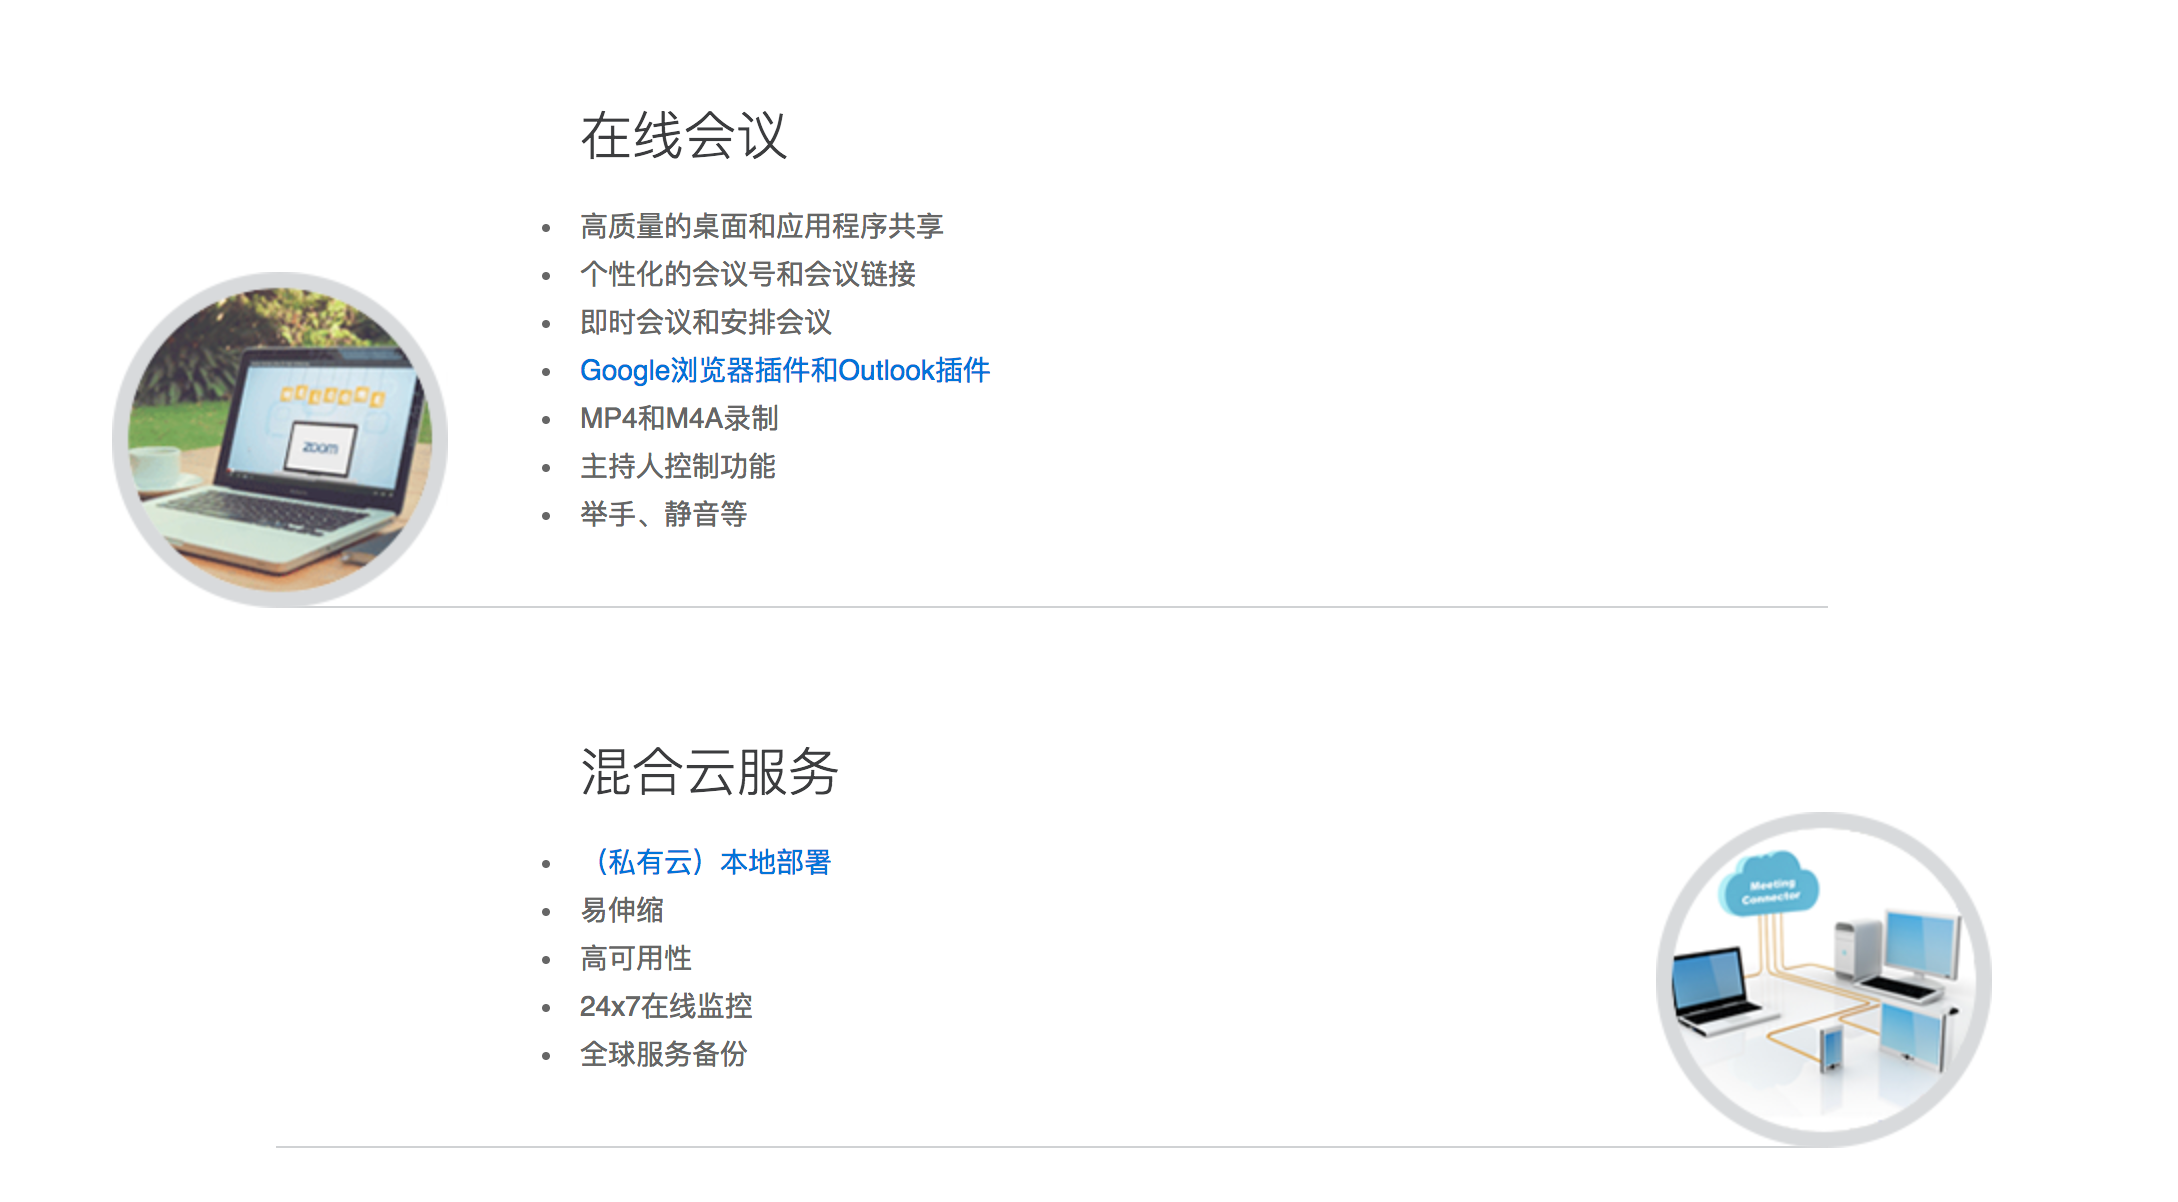 在线会议
高质量的桌面和应用程序共享
个性化的会议号和会议链接
即时会议和安排会议
Google浏览器插件和Outlook插件
MP4和M4A录制
主持人控制功能
举手、静音等
zoom
混合云服务
（私有云）本地部署
易伸缩
高可用性
24x7在线监控
全球服务备份
Meeting
Connector